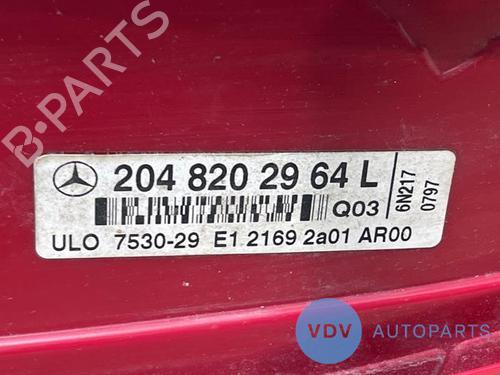 B-PARTS
204 820 29 64 L
Q03
6N217
0797
ULO 7530-29 E1 2169 2a01 AR00
VDV AUTOPARTS